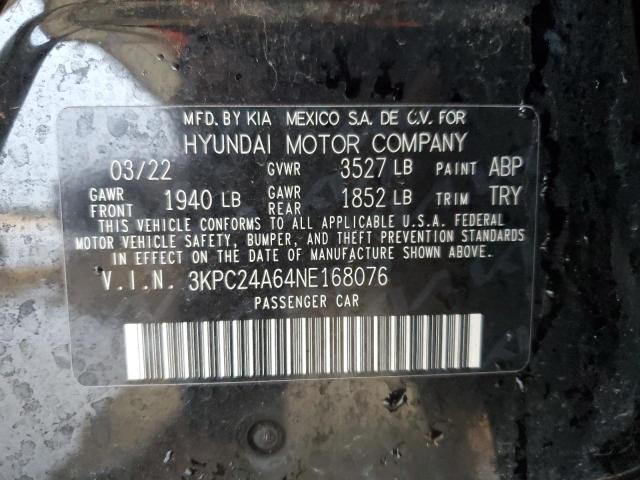 MFD. BY KIA MEXICO S.A. DE C.V. FOR
HYUNDAI MOTOR COMPANY
03/22 GVWR 3527 LB PAINT ABP
GAWR FRONT 1940 LB GAWR REAR 1852 LB TRIM TRY
THIS VEHICLE CONFORMS TO ALL APPLICABLE U.S.A. FEDERAL
MOTOR VEHICLE SAFETY, BUMPER, AND THEFT PREVENTION STANDARDS
IN EFFECT ON THE DATE OF MANUFACTURE SHOWN ABOVE.
V.I.N. 3KPC24A64NE168076
PASSENGER CAR